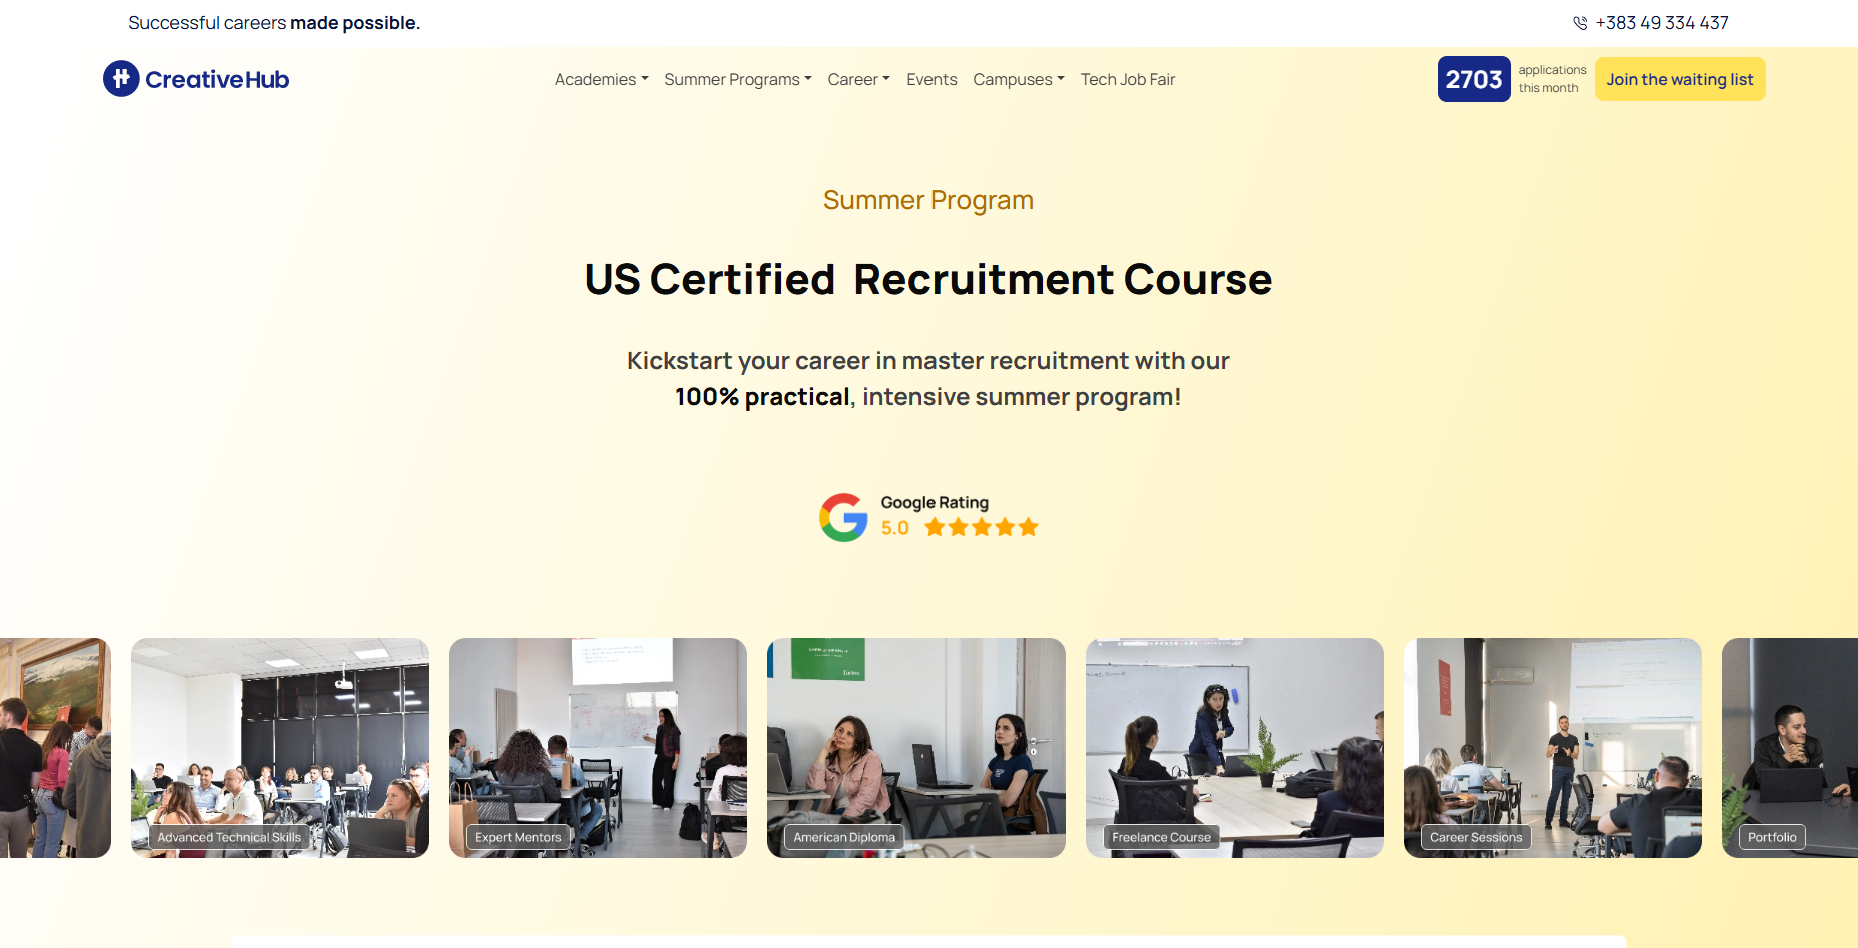 Successful careers made possible.
+383 49 334 437
CreativeHub
Academies
Summer Programs
Career
Events
Campuses
Tech Job Fair
2703
applications
this month
Join the waiting list
Summer Program
US Certified Recruitment Course
Kickstart your career in master recruitment with our
100% practical, intensive summer program!
Google Rating
5.0
Advanced Technical Skills
Expert Mentors
American Diploma
Freelance Course
Career Sessions
Portfolio